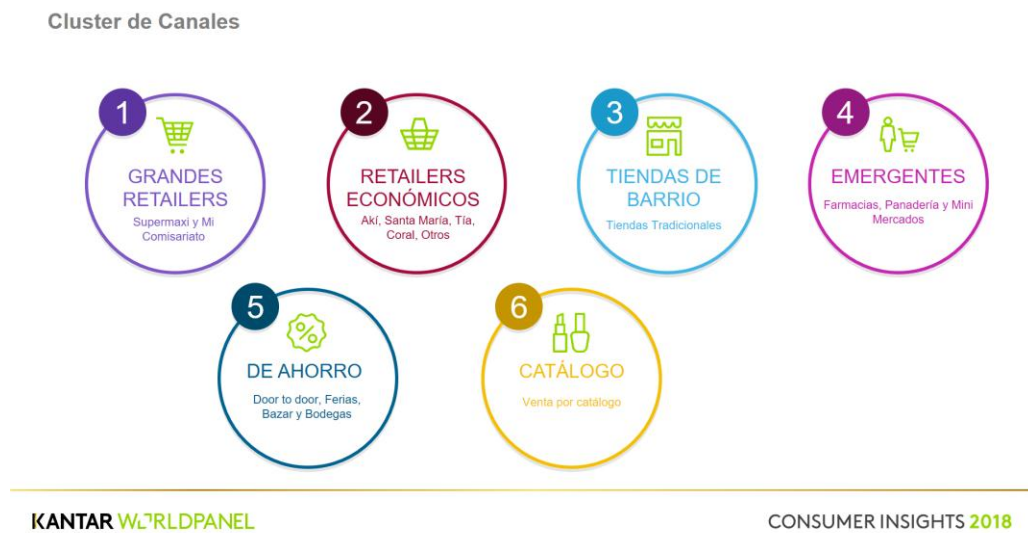 Cluster de Canales
1
GRANDES
RETAILERS
Supermaxi y Mi
Comisariato
2
RETAILERS
ECONÓMICOS
Akí, Santa María, Tía,
Coral, Otros
3
TIENDAS DE
BARRIO
Tiendas Tradicionales
4
EMERGENTES
Farmacias, Panadería y Mini
Mercados
5
DE AHORRO
Door to door, Ferias,
Bazar y Bodegas
6
CATÁLOGO
Venta por catálogo
KANTAR WORLDPANEL
CONSUMER INSIGHTS 2018